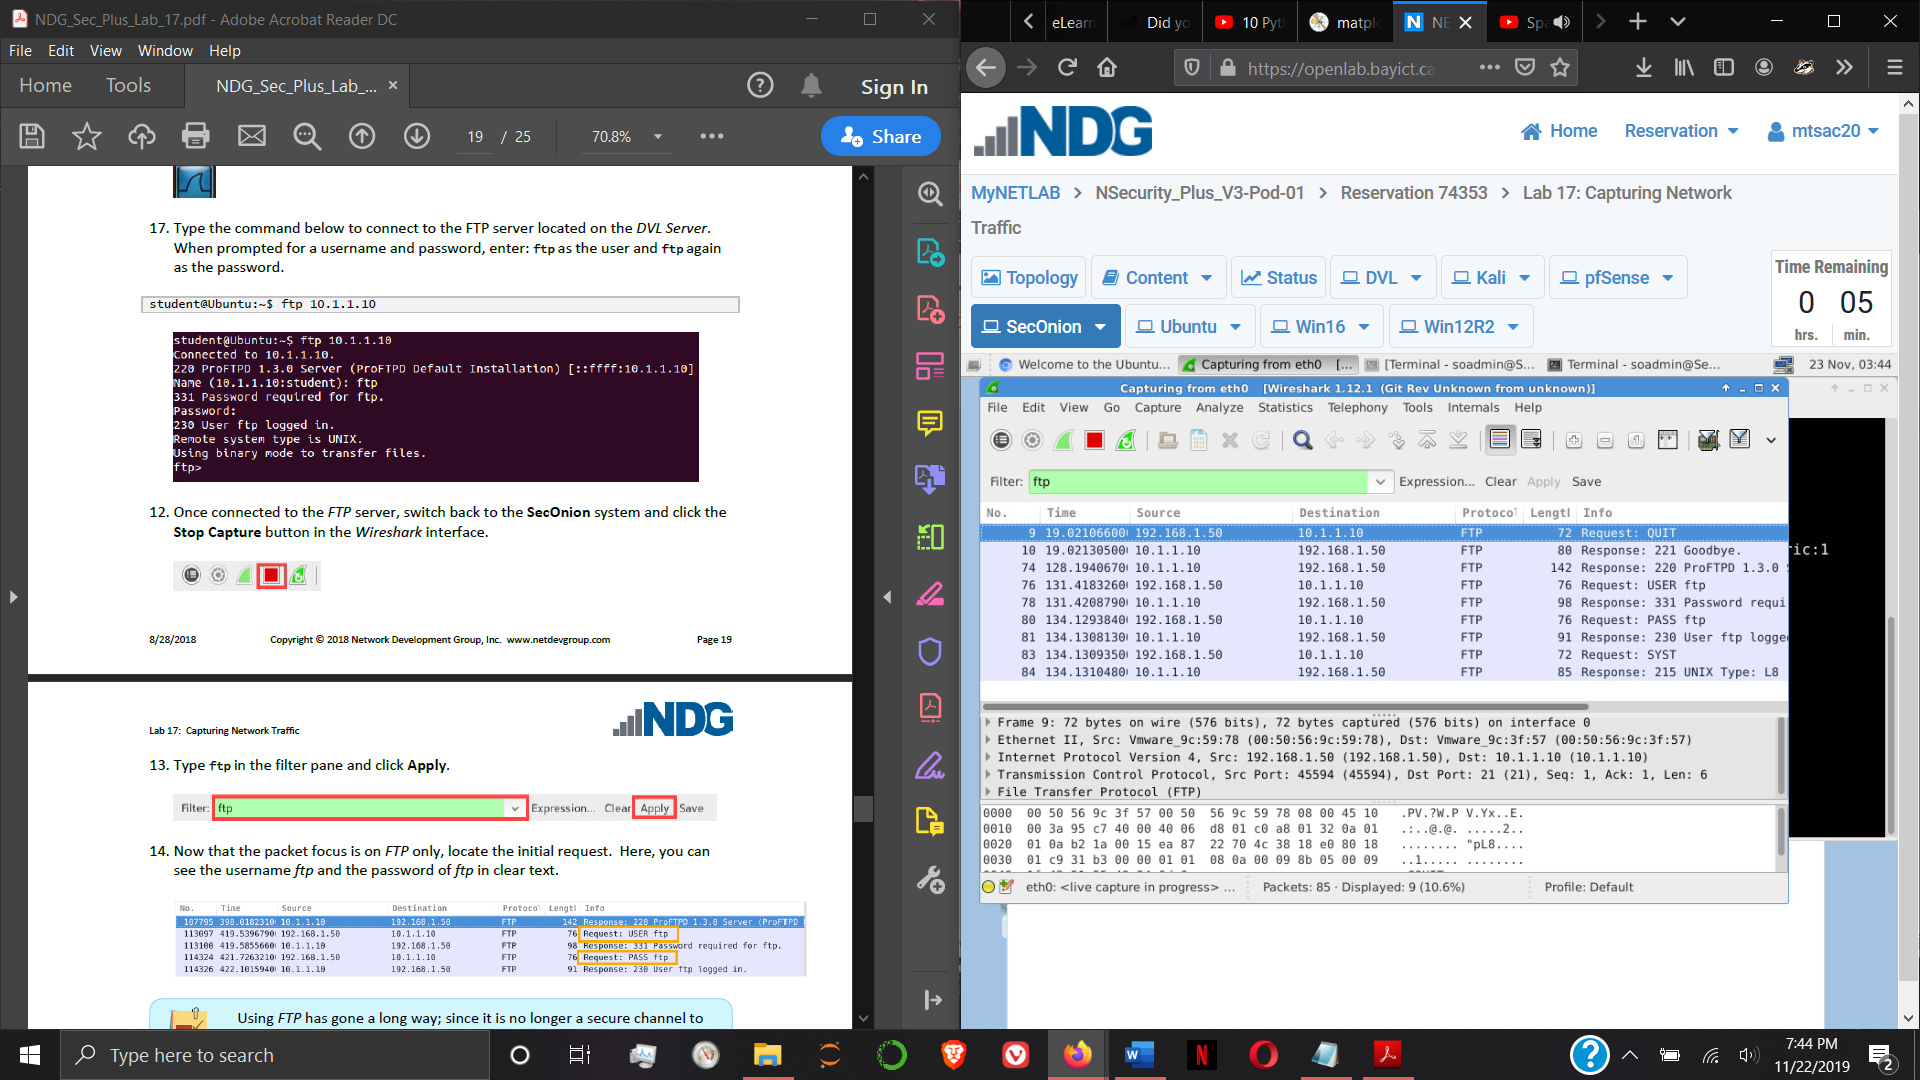 NDG_Sec_Plus_Lab_17.pdf - Adobe Acrobat Reader DC
File Edit View Window Help
Home Tools NDG_Sec_Plus_Lab_... × Sign In
19 / 25 70.8% Share
17. Type the command below to connect to the FTP server located on the DVL Server.
When prompted for a username and password, enter: ftp as the user and ftp again
as the password.
student@Ubuntu:~$ ftp 10.1.1.10
student@Ubuntu:~$ ftp 10.1.1.10
Connected to 10.1.1.10.
220 ProFTPD 1.3.0 Server (ProFTPD Default Installation) [::ffff:10.1.1.10]
Name (10.1.1.10:student): ftp
331 Password required for ftp.
Password:
230 User ftp logged in.
Remote system type is UNIX.
Using binary mode to transfer files.
ftp>
12. Once connected to the FTP server, switch back to the SecOnion system and click the
Stop Capture button in the Wireshark interface.
8/28/2018 Copyright © 2018 Network Development Group, Inc. www.netdevgroup.com Page 19
NDG
Lab 17: Capturing Network Traffic
13. Type ftp in the filter pane and click Apply.
Filter: ftp Expression... Clear Apply Save
14. Now that the packet focus is on FTP only, locate the initial request. Here, you can
see the username ftp and the password of ftp in clear text.
No. Time Source Destination Protocol Lengtl Info
107795 398.0182310 10.1.1.10 192.168.1.50 FTP 142 Response: 220 ProFTPD 1.3.0 Server (ProFTPD
113097 419.5396790 192.168.1.50 10.1.1.10 FTP 76 Request: USER ftp
113100 419.5855660 10.1.1.10 192.168.1.50 FTP 98 Response: 331 Password required for ftp.
114324 421.7263210 192.168.1.50 10.1.1.10 FTP 76 Request: PASS ftp
114326 422.1015940 10.1.1.10 192.168.1.50 FTP 91 Response: 230 User ftp logged in.
Using FTP has gone a long way; since it is no longer a secure channel to
eLearn Did yo 10 Pyt matpl NE Sp
https://openlab.bayict.ca
NDG
Home Reservation mtsac20
MyNETLAB > NSecurity_Plus_V3-Pod-01 > Reservation 74353 > Lab 17: Capturing Network
Traffic
Topology Content Status DVL Kali pfSense
SecOnion Ubuntu Win16 Win12R2
Time Remaining
0 05
hrs. min.
Welcome to the Ubuntu... Capturing from eth0 [... [Terminal - soadmin@S... Terminal - soadmin@Se... 23 Nov, 03:44
Capturing from eth0 [Wireshark 1.12.1 (Git Rev Unknown from unknown)]
File Edit View Go Capture Analyze Statistics Telephony Tools Internals Help
Filter: ftp Expression... Clear Apply Save
No. Time Source Destination Protocol Lengtl Info
9 19.02106600 192.168.1.50 10.1.1.10 FTP 72 Request: QUIT
10 19.02130500 10.1.1.10 192.168.1.50 FTP 80 Response: 221 Goodbye.
74 128.1940670 10.1.1.10 192.168.1.50 FTP 142 Response: 220 ProFTPD 1.3.0
76 131.4183260 192.168.1.50 10.1.1.10 FTP 76 Request: USER ftp
78 131.4208790 10.1.1.10 192.168.1.50 FTP 98 Response: 331 Password requi
80 134.1293840 192.168.1.50 10.1.1.10 FTP 76 Request: PASS ftp
81 134.1308130 10.1.1.10 192.168.1.50 FTP 91 Response: 230 User ftp logge
83 134.1309350 192.168.1.50 10.1.1.10 FTP 72 Request: SYST
84 134.1310480 10.1.1.10 192.168.1.50 FTP 85 Response: 215 UNIX Type: L8
ric:1
Frame 9: 72 bytes on wire (576 bits), 72 bytes captured (576 bits) on interface 0
Ethernet II, Src: Vmware_9c:59:78 (00:50:56:9c:59:78), Dst: Vmware_9c:3f:57 (00:50:56:9c:3f:57)
Internet Protocol Version 4, Src: 192.168.1.50 (192.168.1.50), Dst: 10.1.1.10 (10.1.1.10)
Transmission Control Protocol, Src Port: 45594 (45594), Dst Port: 21 (21), Seq: 1, Ack: 1, Len: 6
File Transfer Protocol (FTP)
0000 00 50 56 9c 3f 57 00 50 56 9c 59 78 08 00 45 10 .PV.?W.P V.Yx..E.
0010 00 3a 95 c7 40 00 40 06 d8 01 c0 a8 01 32 0a 01 .:..@.@. .....2..
0020 01 0a b2 1a 00 15 ea 87 22 70 4c 38 18 e0 80 18 ........ "pL8....
0030 01 c9 31 b3 00 00 01 01 08 0a 00 09 8b 05 00 09 ..1..... ........
eth0: <live capture in progress> ... Packets: 85 · Displayed: 9 (10.6%) Profile: Default
Type here to search
7:44 PM
11/22/2019
2